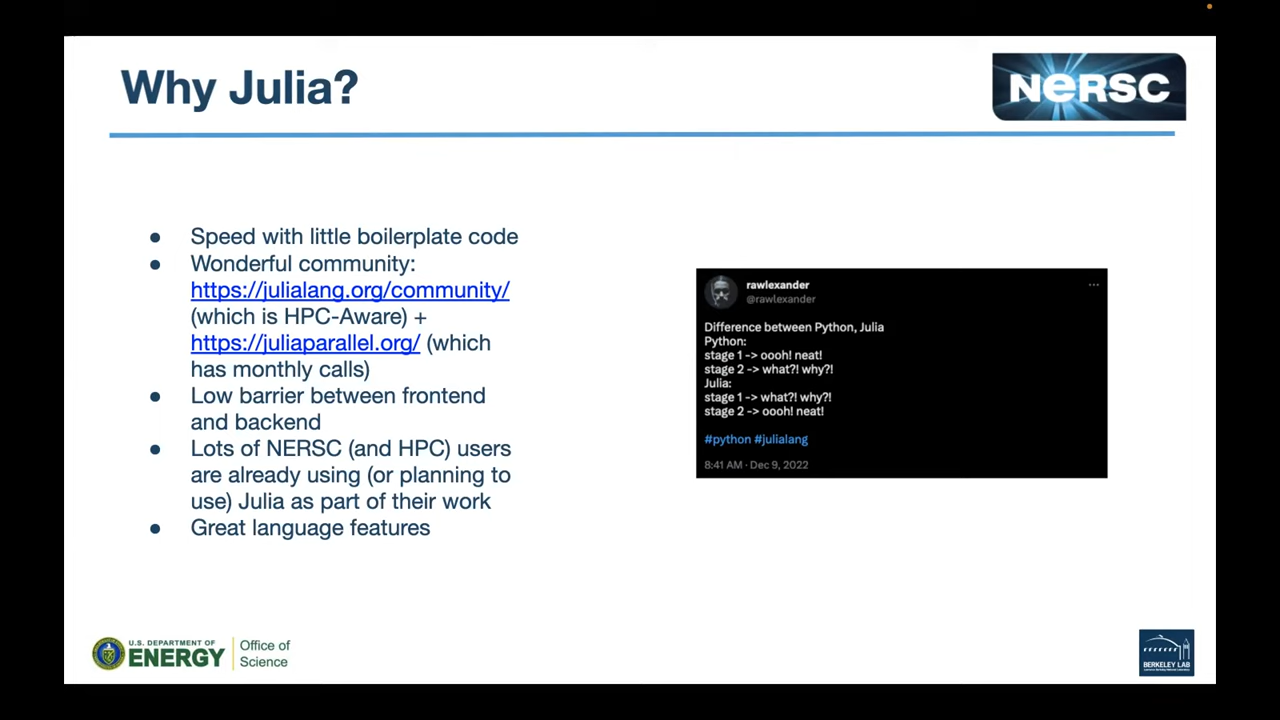 Why Julia?
NERSC
● Speed with little boilerplate code
● Wonderful community:
https://julialang.org/community/
(which is HPC-Aware) +
https://juliaparallel.org/ (which
has monthly calls)
● Low barrier between frontend
and backend
● Lots of NERSC (and HPC) users
are already using (or planning to
use) Julia as part of their work
● Great language features
rawlexander
@rawlexander
Difference between Python, Julia
Python:
stage 1 -> oooh! neat!
stage 2 -> what?! why?!
Julia:
stage 1 -> what?! why?!
stage 2 -> oooh! neat!
#python #julialang
8:41 AM · Dec 9, 2022
U.S. DEPARTMENT OF
ENERGY
Office of
Science
BERKELEY LAB